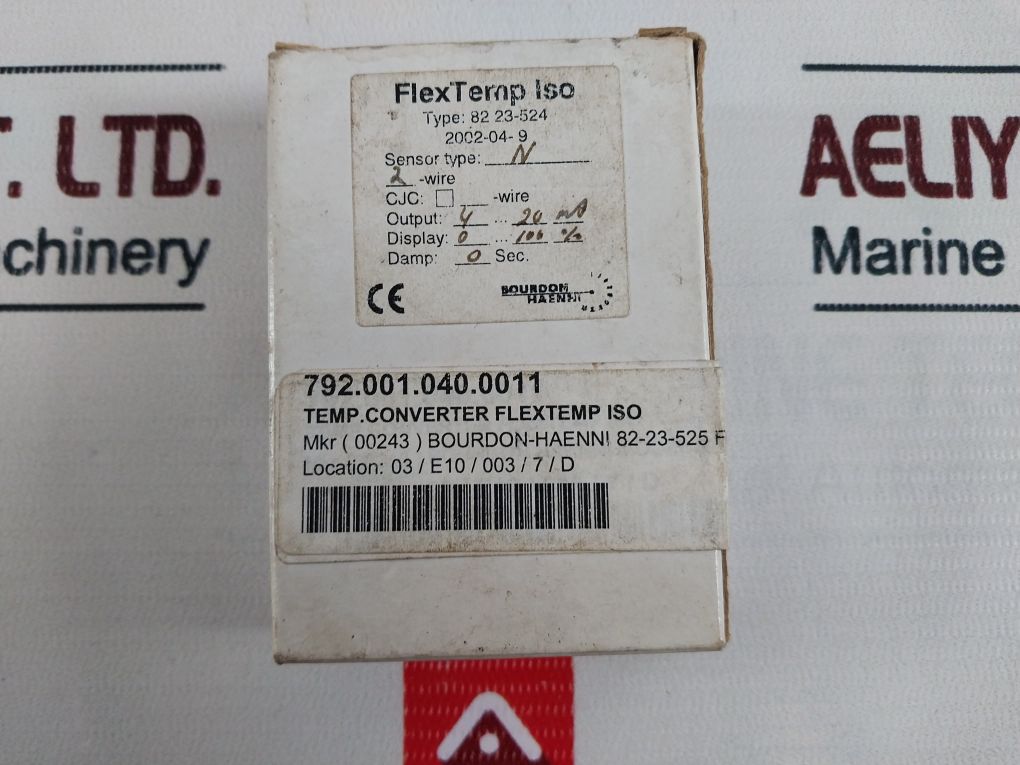 FlexTemp Iso
Type: 82 23-524
2002-04-9
Sensor type: N
2 -wire
CJC: -wire
Output: 4 ... 20 mA
Display: 0 ... 100 %
Damp: 0 Sec.
CE
BOURDON
HAENNI
792.001.040.0011
TEMP.CONVERTER FLEXTEMP ISO
Mkr ( 00243 ) BOURDON-HAENNI 82-23-525 F
Location: 03 / E10 / 003 / 7 / D
T. LTD.
chinery
AELIY
Marine